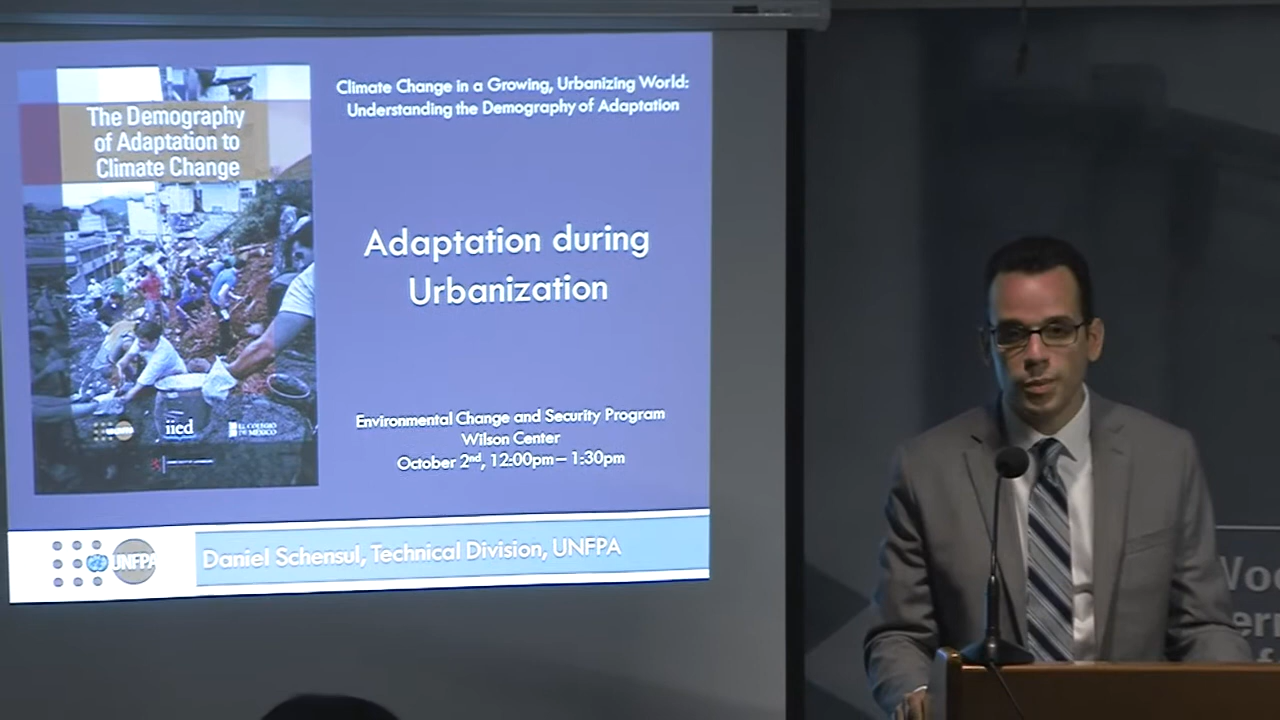 The Demography
of Adaptation to
Climate Change
iied
EL COLEGIO
DE MÉXICO
Climate Change in a Growing, Urbanizing World:
Understanding the Demography of Adaptation
Adaptation during
Urbanization
Environmental Change and Security Program
Wilson Center
October 2nd, 12:00pm – 1:30pm
UNFPA
Daniel Schensul, Technical Division, UNFPA